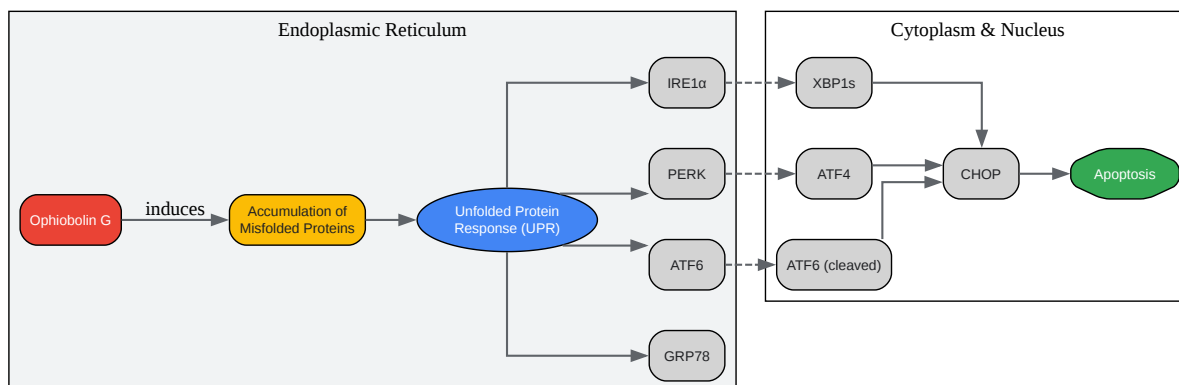 Endoplasmic Reticulum
Cytoplasm & Nucleus
IRE1α
XBP1s
PERK
ATF4
CHOP
Apoptosis
Ophiobolin G
induces
Accumulation of
Misfolded Proteins
Unfolded Protein
Response (UPR)
ATF6
ATF6 (cleaved)
GRP78